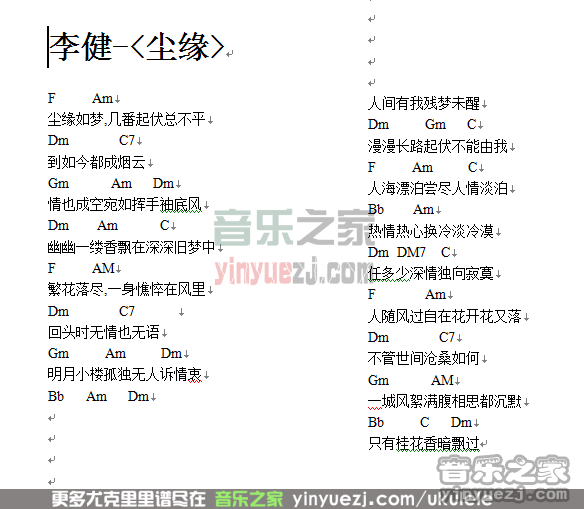 李健-<尘缘>
F Am
尘缘如梦,几番起伏总不平
Dm C7
到如今都成烟云
Gm Am Dm
情也成空宛如挥手袖底风
Dm Am C
幽幽一缕香飘在深深旧梦中
F AM
繁花落尽,一身憔悴在风里
Dm C7
回头时无情也无语
Gm Am Dm
明月小楼孤独无人诉情衷
Bb Am Dm
人间有我残梦未醒
Dm Gm C
漫漫长路起伏不能由我
F Am C
人海漂泊尝尽人情淡泊
Bb Am
热情热心换冷淡冷漠
Dm DM7 C
任多少深情独向寂寞
F Am
人随风过自在花开花又落
Dm C7
不管世间沧桑如何
Gm AM
一城风絮满腹相思都沉默
Bb C Dm
只有桂花香暗飘过
音乐之家
yinyuezj.com
音乐之家
yinyuezj.com
更多尤克里里谱尽在 音乐之家 yinyuezj.com/ukulele